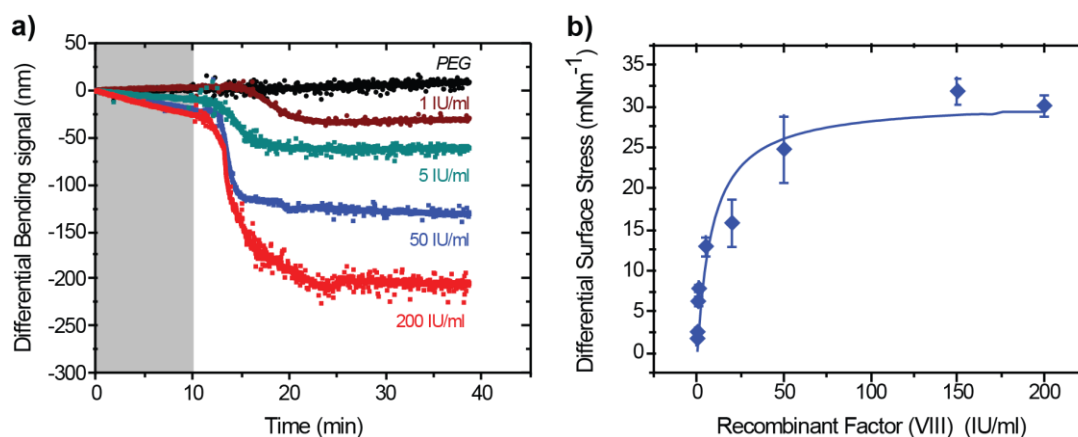 a)
Differential Bending signal (nm)
50
0
-50
-100
-150
-200
-250
-300
PEG
1 IU/ml
5 IU/ml
50 IU/ml
200 IU/ml
0 10 20 30 40
Time (min)
b)
Differential Surface Stress (mNm⁻¹)
35
30
25
20
15
10
5
0
0 50 100 150 200
Recombinant Factor (VIII) (IU/ml)